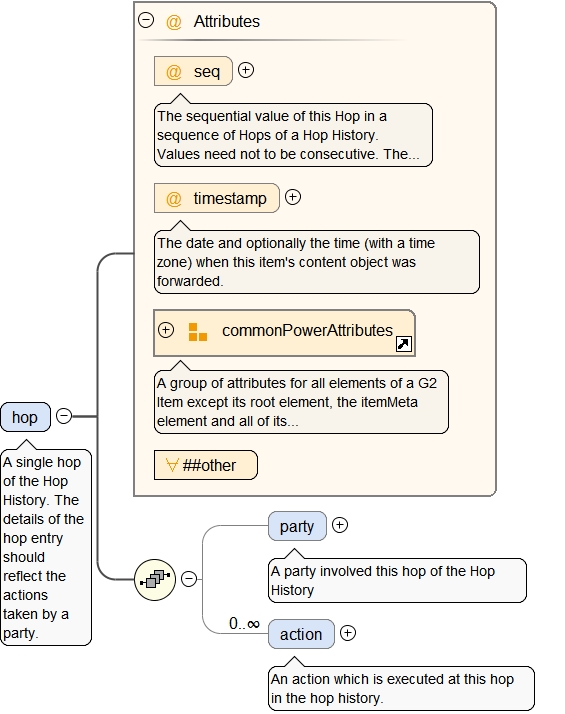 Attributes
@ seq
The sequential value of this Hop in a
sequence of Hops of a Hop History.
Values need not to be consecutive. The...
@ timestamp
The date and optionally the time (with a time
zone) when this item's content object was
forwarded.
commonPowerAttributes
A group of attributes for all elements of a G2
Item except its root element, the itemMeta
element and all of its...
##other
hop
A single hop
of the Hop
History. The
details of the
hop entry
should
reflect the
actions
taken by a
party.
party
A party involved this hop of the Hop
History
0..∞
action
An action which is executed at this hop
in the hop history.